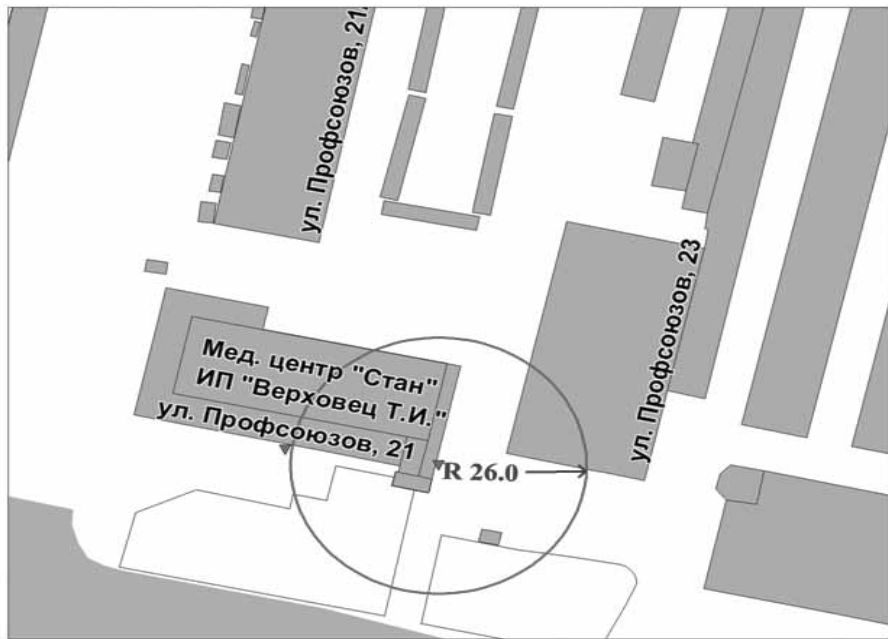 ул. Профсоюзов, 21
ул. Профсоюзов, 23
Мед. центр "Стан"
ИП "Верховец Т.И."
ул. Профсоюзов, 21
R 26.0